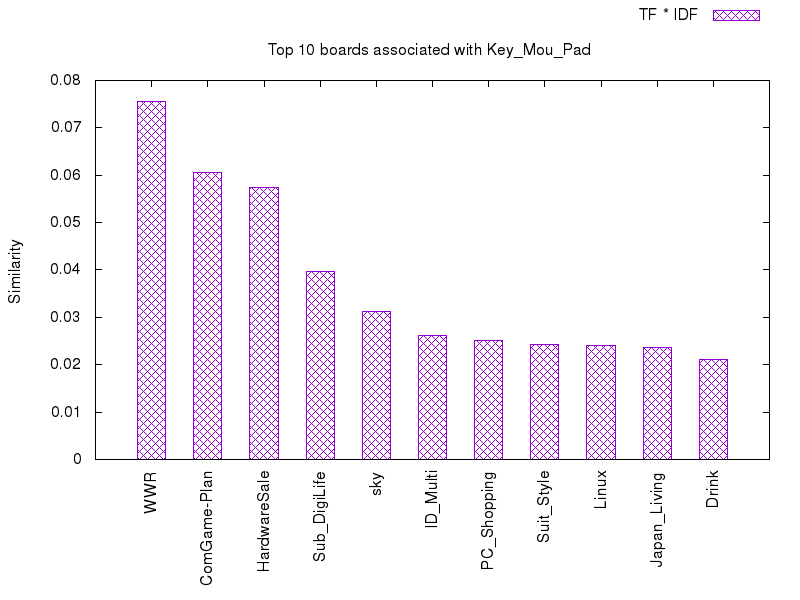 TF * IDF
Top 10 boards associated with Key_Mou_Pad
0.08
0.07
0.06
0.05
0.04
0.03
0.02
0.01
0
Similarity
WWR
ComGame-Plan
HardwareSale
Sub_DigiLife
sky
ID_Multi
PC_Shopping
Suit_Style
Linux
Japan_Living
Drink